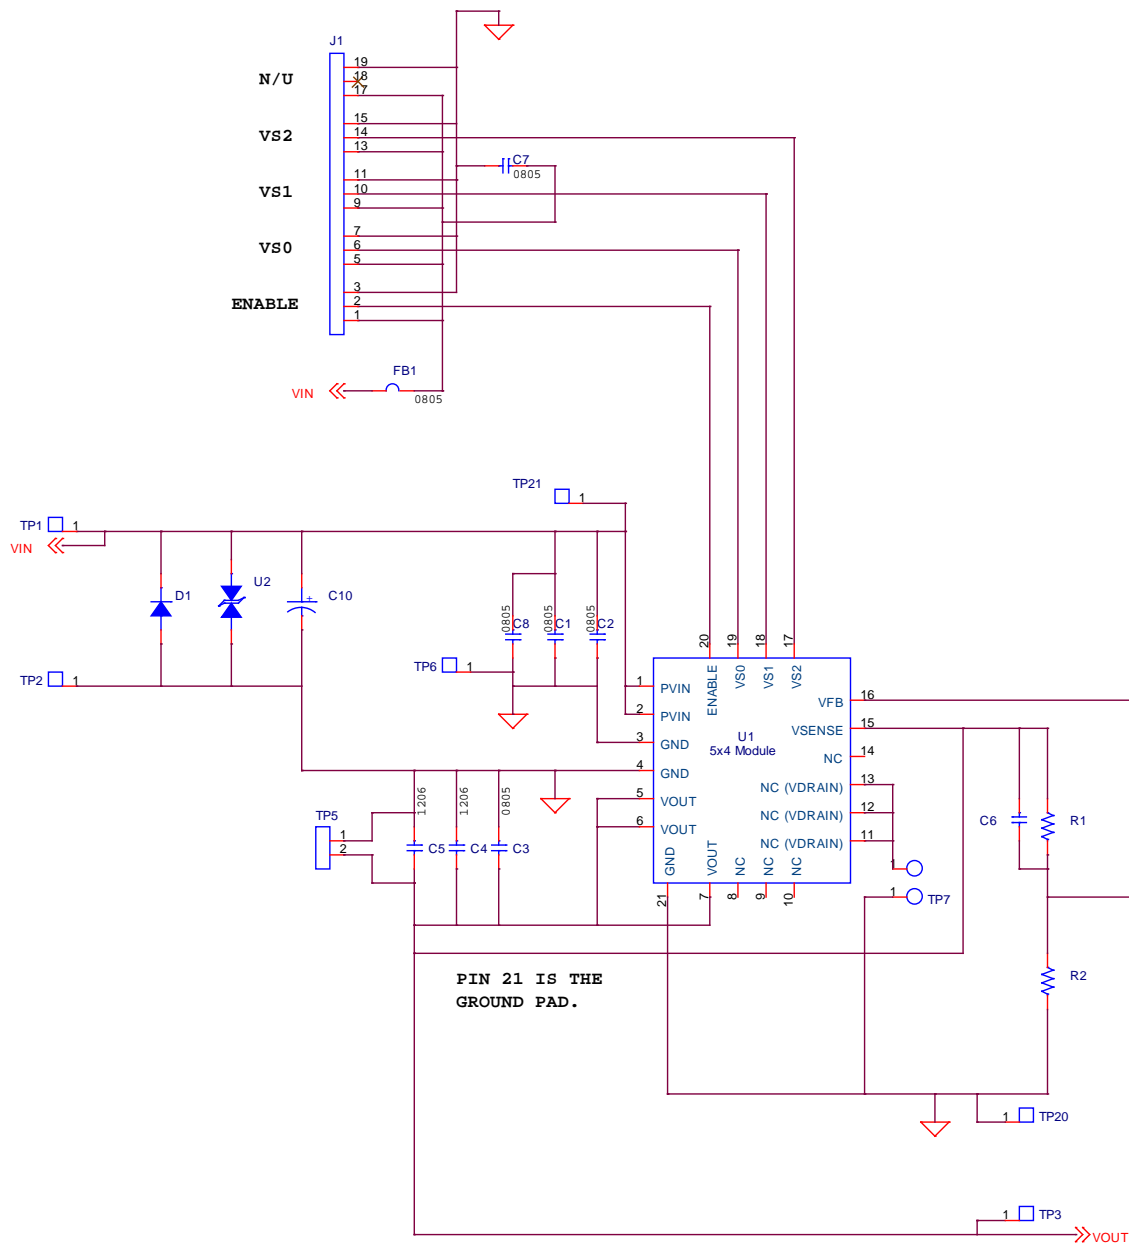 J1
19
N/U
18
17
15
VS2
14
13
C7
0805
11
VS1
10
9
7
VS0
6
5
3
ENABLE
2
1
FB1
VIN
0805
TP21
1
TP1
1
VIN
D1
U2
C10
0805
C8
0805
C1
0805
C2
TP6
1
TP2
1
20
19
18
17
ENABLE
VS0
VS1
VS2
1
PVIN
2
PVIN
3
GND
4
GND
5
VOUT
6
VOUT
U1
5x4 Module
VFB
16
VSENSE
15
NC
14
NC (VDRAIN)
13
NC (VDRAIN)
12
NC (VDRAIN)
11
GND
VOUT
NC
NC
NC
21
7
8
9
10
1206
1206
0805
TP5
1
2
C5
C4
C3
C6
R1
1
1
TP7
R2
PIN 21 IS THE
GROUND PAD.
1
TP20
1
TP3
VOUT